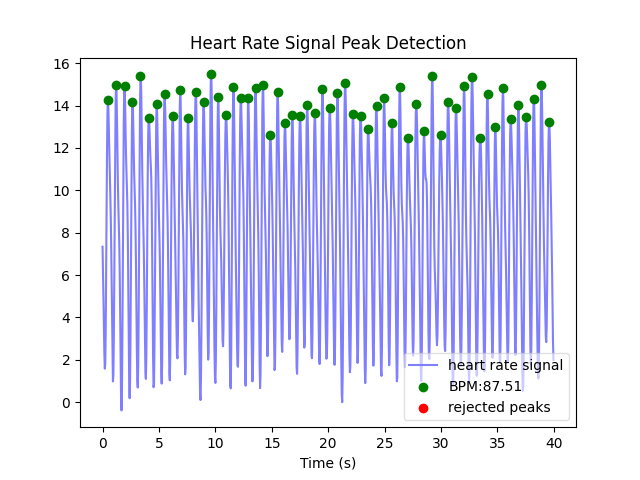 Heart Rate Signal Peak Detection
16
14
12
10
8
6
4
2
0
heart rate signal
BPM:87.51
rejected peaks
0 5 10 15 20 25 30 35 40
Time (s)